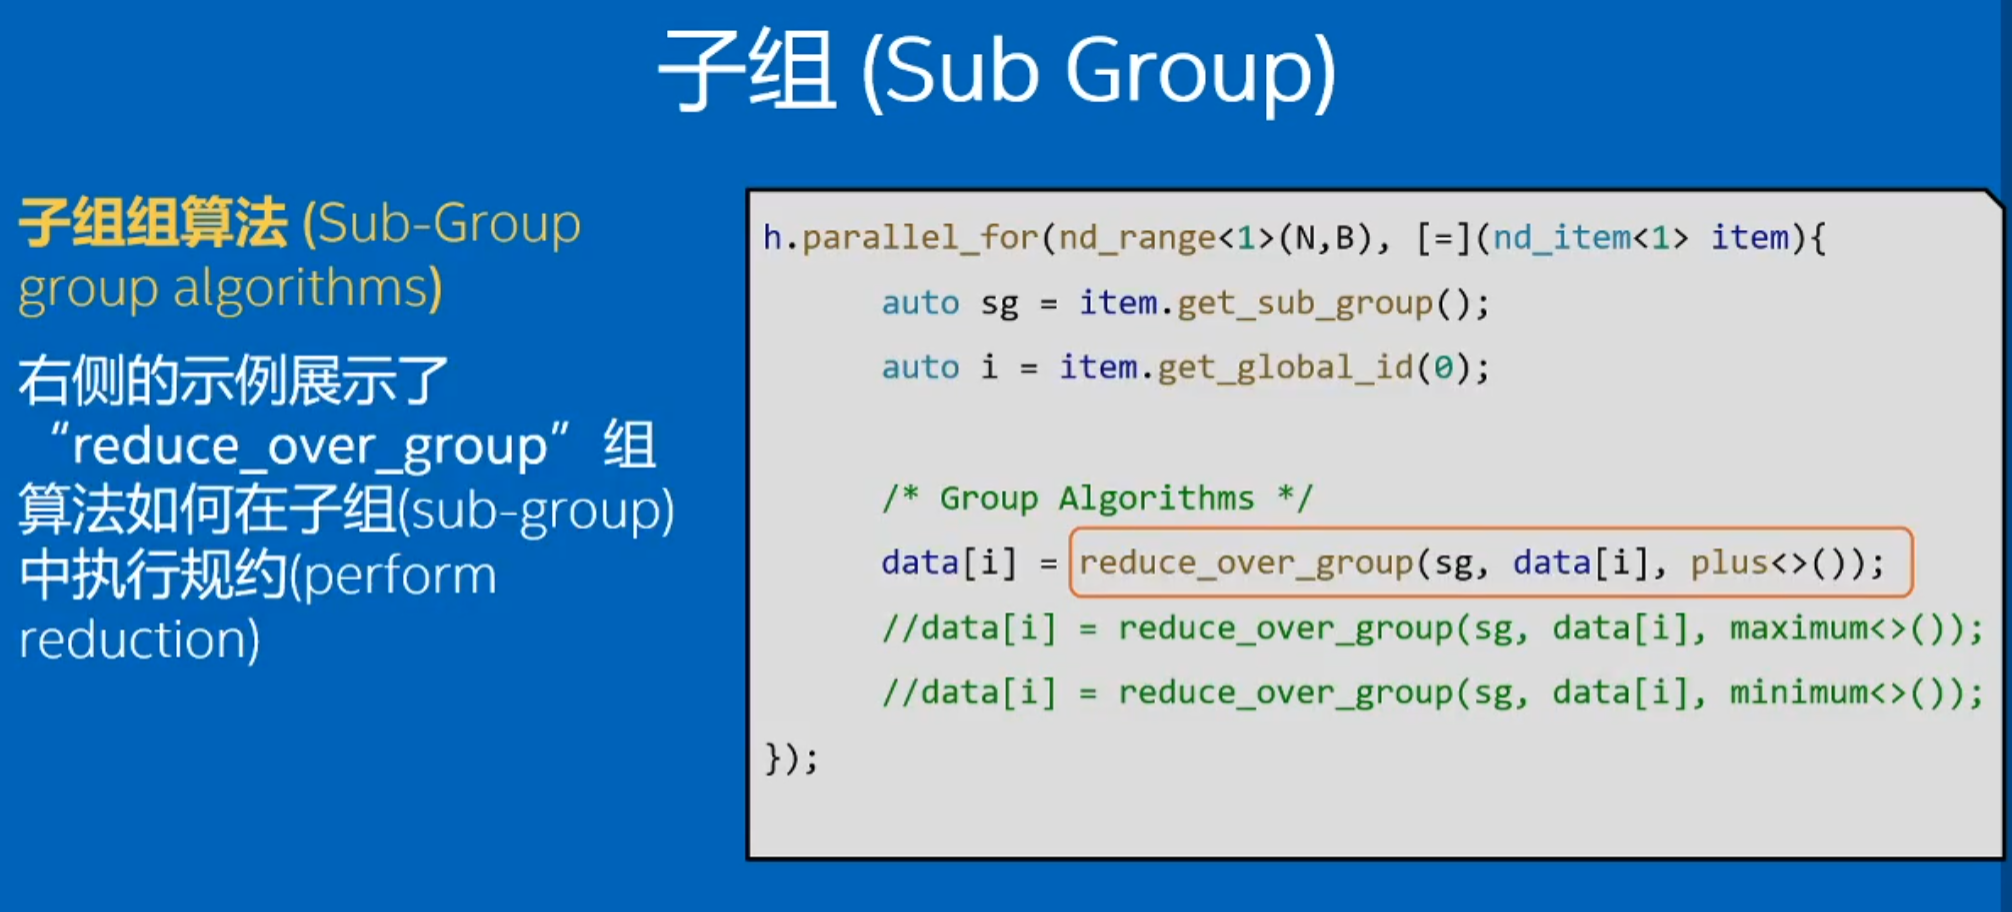 子组 (Sub Group)
子组组算法 (Sub-Group
group algorithms)
右侧的示例展示了
“reduce_over_group” 组
算法如何在子组(sub-group)
中执行规约(perform
reduction)
h.parallel_for(nd_range<1>(N,B), [=](nd_item<1> item){
auto sg = item.get_sub_group();
auto i = item.get_global_id(0);
/* Group Algorithms */
data[i] = reduce_over_group(sg, data[i], plus<>());
//data[i] = reduce_over_group(sg, data[i], maximum<>());
//data[i] = reduce_over_group(sg, data[i], minimum<>());
});